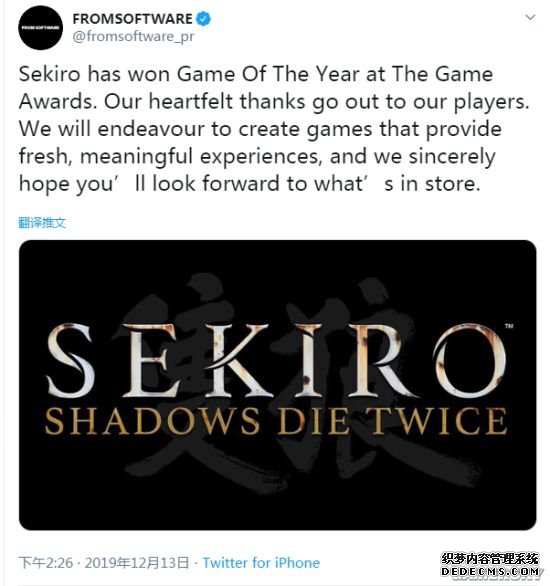 FROMSOFTWARE
@fromsoftware_pr
Sekiro has won Game Of The Year at The Game
Awards. Our heartfelt thanks go out to our players.
We will endeavour to create games that provide
fresh, meaningful experiences, and we sincerely
hope you’ll look forward to what’s in store.
翻译推文
隻狼
SEKIRO™
SHADOWS DIE TWICE
下午2:26 · 2019年12月13日 · Twitter for iPhone
织梦内容管理系统
DEDECMS.COM